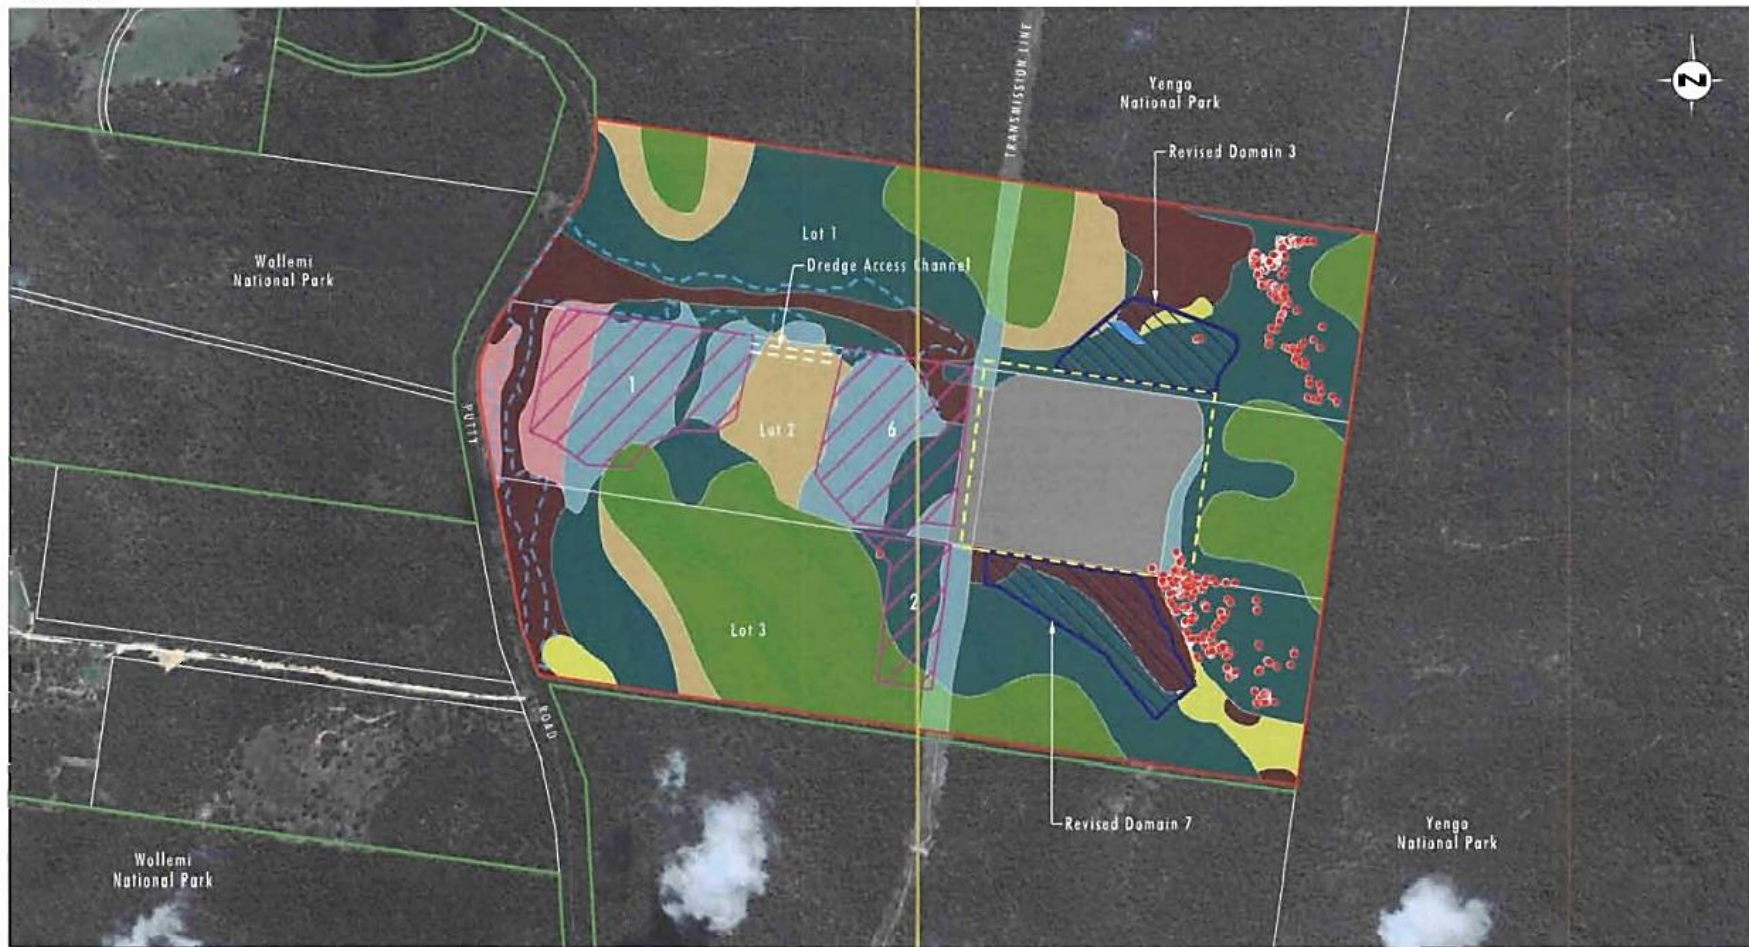 TRANSMISSION LINE
Yengo
National Park
N
Revised Domain 3
Lot 1
Wollemi
National Park
Dredge Access Channel
1
PUTTY
Lot 2
6
2
Lot 3
ROAD
Revised Domain 7
Yengo
National Park
Wollemi
National Park